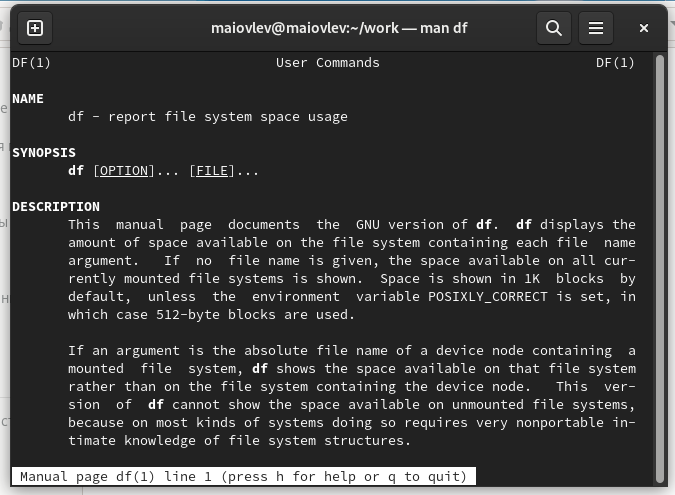 maiovlev@maiovlev:~/work — man df
DF(1) User Commands DF(1)
NAME
df - report file system space usage
SYNOPSIS
df [OPTION]... [FILE]...
DESCRIPTION
This manual page documents the GNU version of df. df displays the
amount of space available on the file system containing each file name
argument. If no file name is given, the space available on all cur-
rently mounted file systems is shown. Space is shown in 1K blocks by
default, unless the environment variable POSIXLY_CORRECT is set, in
which case 512-byte blocks are used.
If an argument is the absolute file name of a device node containing a
mounted file system, df shows the space available on that file system
rather than on the file system containing the device node. This ver-
sion of df cannot show the space available on unmounted file systems,
because on most kinds of systems doing so requires very nonportable in-
timate knowledge of file system structures.
Manual page df(1) line 1 (press h for help or q to quit)